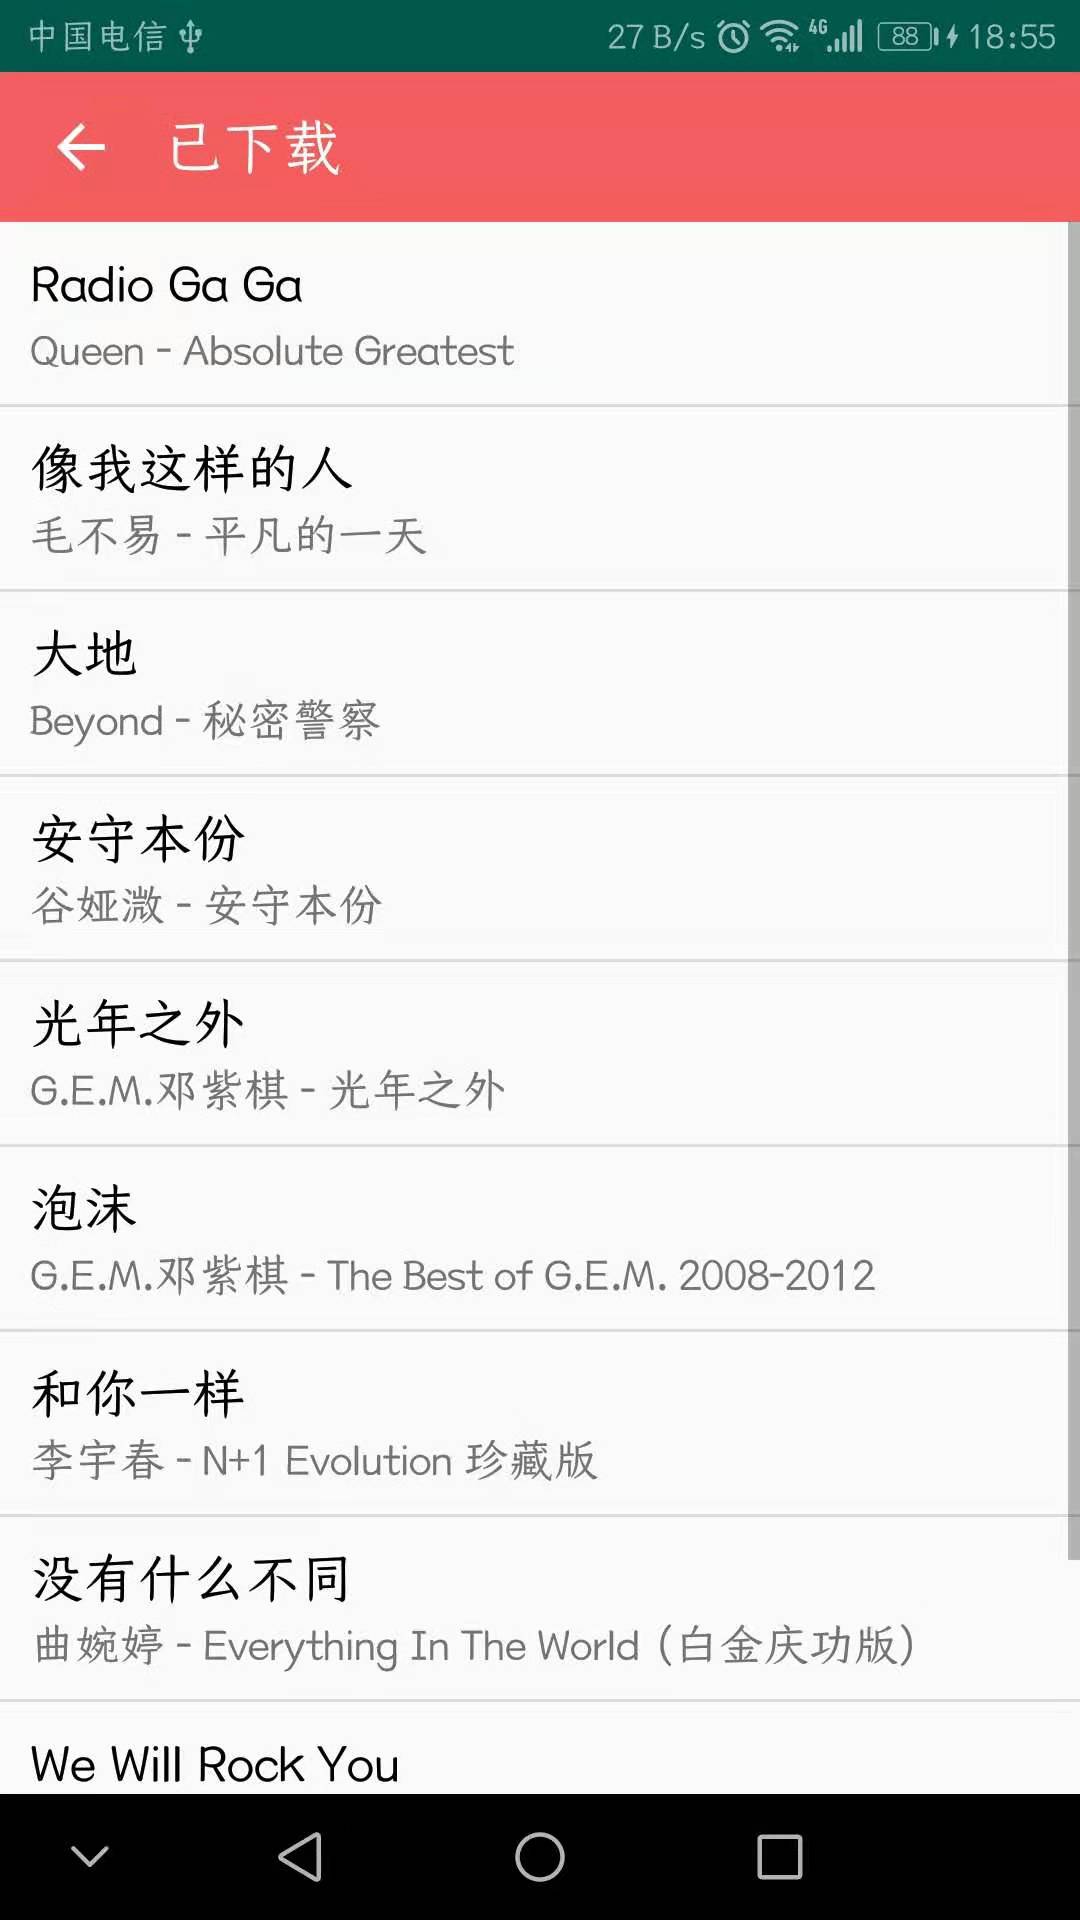 中国电信 27 B/s 4G 88 18:55
已下载
Radio Ga Ga
Queen - Absolute Greatest
像我这样的人
毛不易 - 平凡的一天
大地
Beyond - 秘密警察
安守本份
谷娅溦 - 安守本份
光年之外
G.E.M.邓紫棋 - 光年之外
泡沫
G.E.M.邓紫棋 - The Best of G.E.M. 2008-2012
和你一样
李宇春 - N+1 Evolution 珍藏版
没有什么不同
曲婉婷 - Everything In The World (白金庆功版)
We Will Rock You